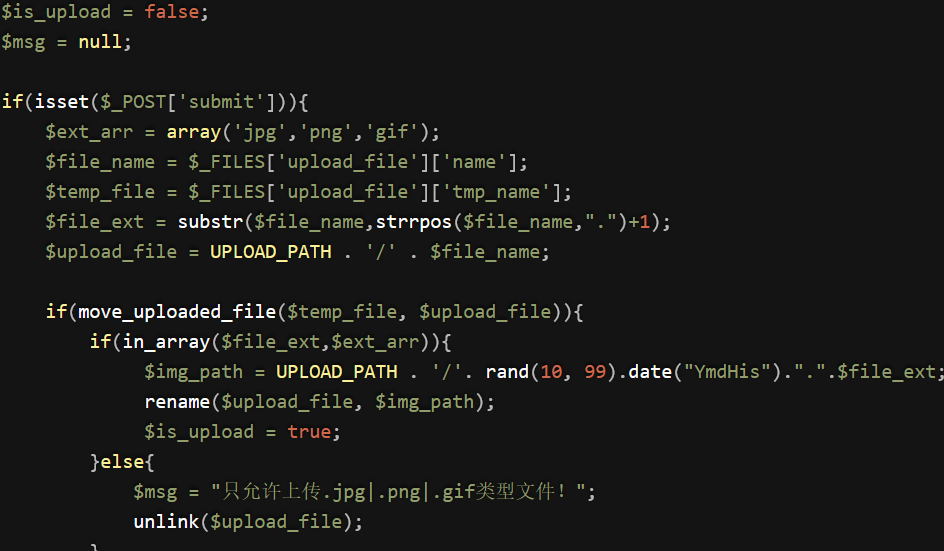 $is_upload = false;
$msg = null;
if(isset($_POST['submit'])){
$ext_arr = array('jpg','png','gif');
$file_name = $_FILES['upload_file']['name'];
$temp_file = $_FILES['upload_file']['tmp_name'];
$file_ext = substr($file_name,strrpos($file_name,".")+1);
$upload_file = UPLOAD_PATH . '/' . $file_name;
if(move_uploaded_file($temp_file, $upload_file)){
if(in_array($file_ext,$ext_arr)){
$img_path = UPLOAD_PATH . '/'. rand(10, 99).date("YmdHis").".".$file_ext;
rename($upload_file, $img_path);
$is_upload = true;
}else{
$msg = "只允许上传.jpg|.png|.gif类型文件！";
unlink($upload_file);
}